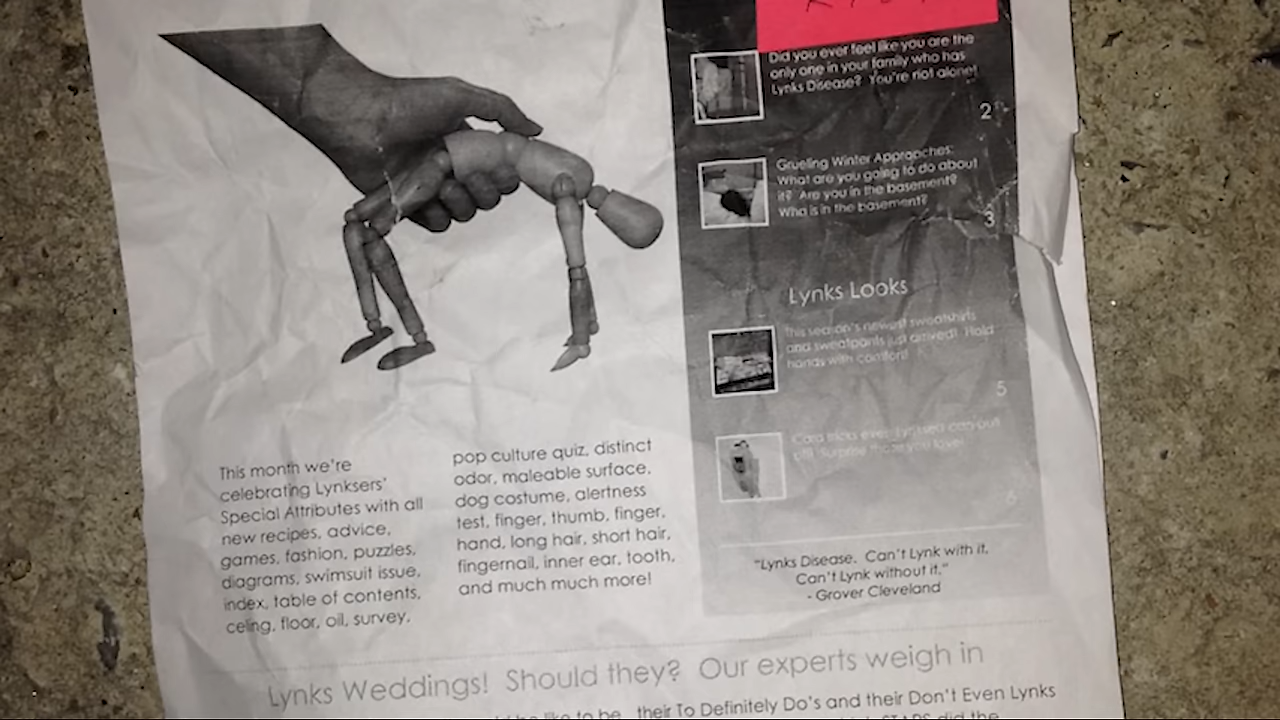 Did you ever feel like you are the
only one in your family who has
Lynks Disease? You're not alone!
2
Grueling Winter Approaches:
What are you going to do about
it? Are you in the basement?
Who is in the basement?
3
Lynks Looks
This season's newest sweatshirts
and sweatpants just arrived! Hold
hands with comfort!
5
6
"Lynks Disease. Can't Lynk with it,
Can't Lynk without it."
- Grover Cleveland
This month we're
celebrating Lynksers'
Special Attributes with all
new recipes, advice,
games, fashion, puzzles,
diagrams, swimsuit issue,
index, table of contents,
celing, floor, oil, survey,
pop culture quiz, distinct
odor, maleable surface,
dog costume, alertness
test, finger, thumb, finger,
hand, long hair, short hair,
fingernail, inner ear, tooth,
and much much more!
Lynks Weddings! Should they? Our experts weigh in
like to be
their To Definitely Do's and their Don't Even Lynks
did the